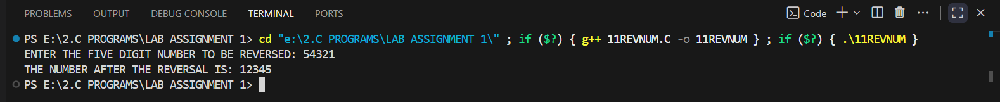 PROBLEMS OUTPUT DEBUG CONSOLE TERMINAL PORTS Code
PS E:\2.C PROGRAMS\LAB ASSIGNMENT 1> cd "e:\2.C PROGRAMS\LAB ASSIGNMENT 1\" ; if ($?) { g++ 11REVNUM.C -o 11REVNUM } ; if ($?) { .\11REVNUM }
ENTER THE FIVE DIGIT NUMBER TO BE REVERSED: 54321
THE NUMBER AFTER THE REVERSAL IS: 12345
PS E:\2.C PROGRAMS\LAB ASSIGNMENT 1>